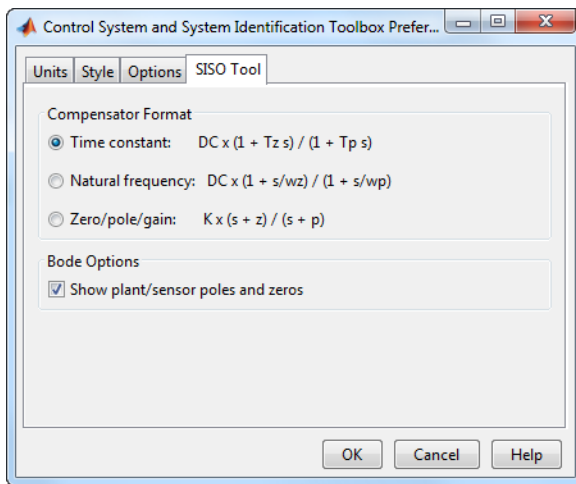 Control System and System Identification Toolbox Prefer...
Units Style Options SISO Tool
Compensator Format
Time constant: DC x (1 + Tz s) / (1 + Tp s)
Natural frequency: DC x (1 + s/wz) / (1 + s/wp)
Zero/pole/gain: K x (s + z) / (s + p)
Bode Options
Show plant/sensor poles and zeros
OK Cancel Help